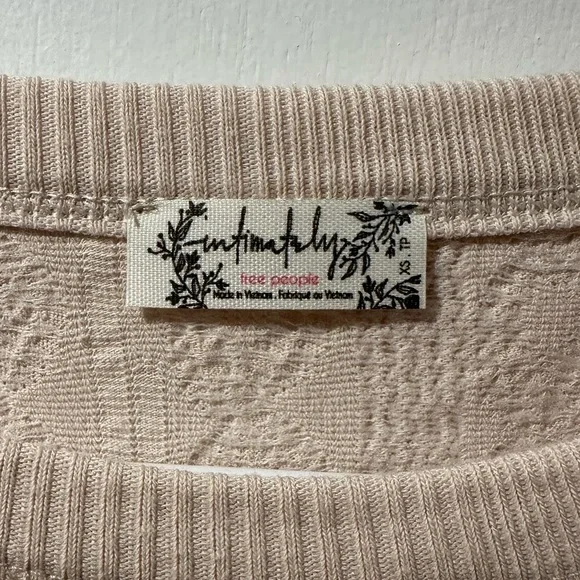 intimately
free people
Made in Vietnam . Fabriqué au Vietnam
XS TP